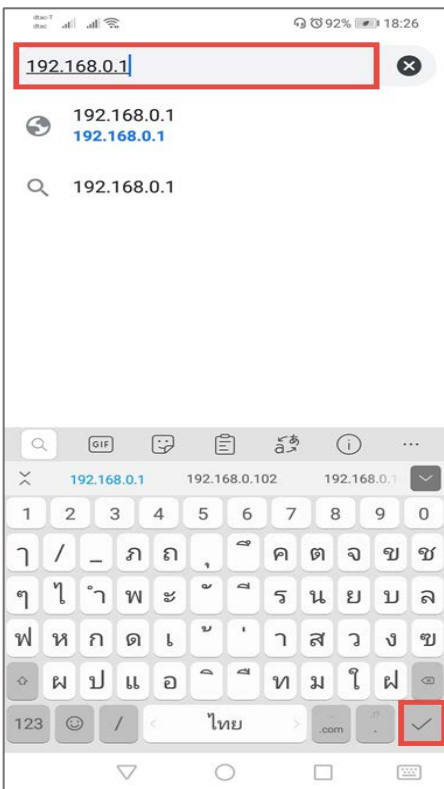 dtac-T
dtac 92% 18:26
192.168.0.1
192.168.0.1
192.168.0.1
192.168.0.1
GIF
192.168.0.1 192.168.0.102 192.168.0.1
1 2 3 4 5 6 7 8 9 0
ๅ / _ ภ ถ ุ ึ ค ต จ ข ช
ๆ ไ ำ พ ะ ั ี ร น ย บ ล
ฟ ห ก ด เ ้ ่ า ส ว ง ฃ
ผ ป แ อ ิ ื ท ม ใ ฝ
123 / < ไทย > .com .